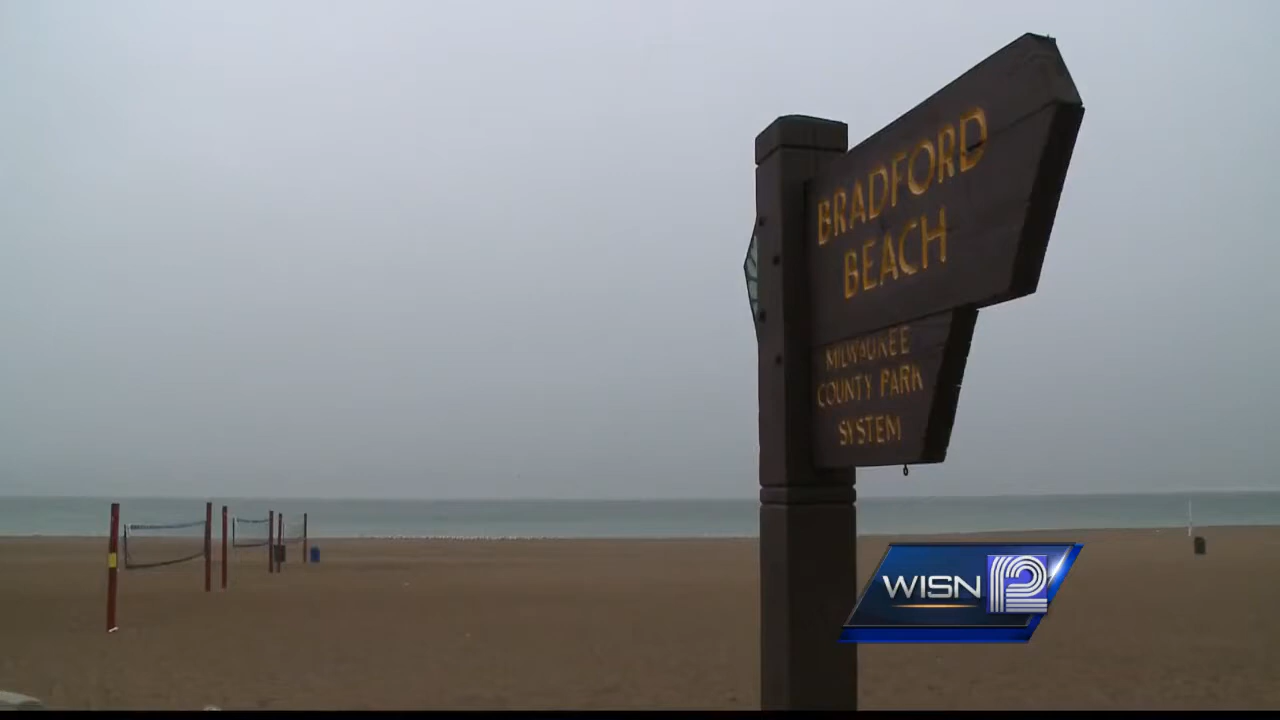 BRADFORD
BEACH
MILWAUKEE
COUNTY PARK
SYSTEM
WISN 12